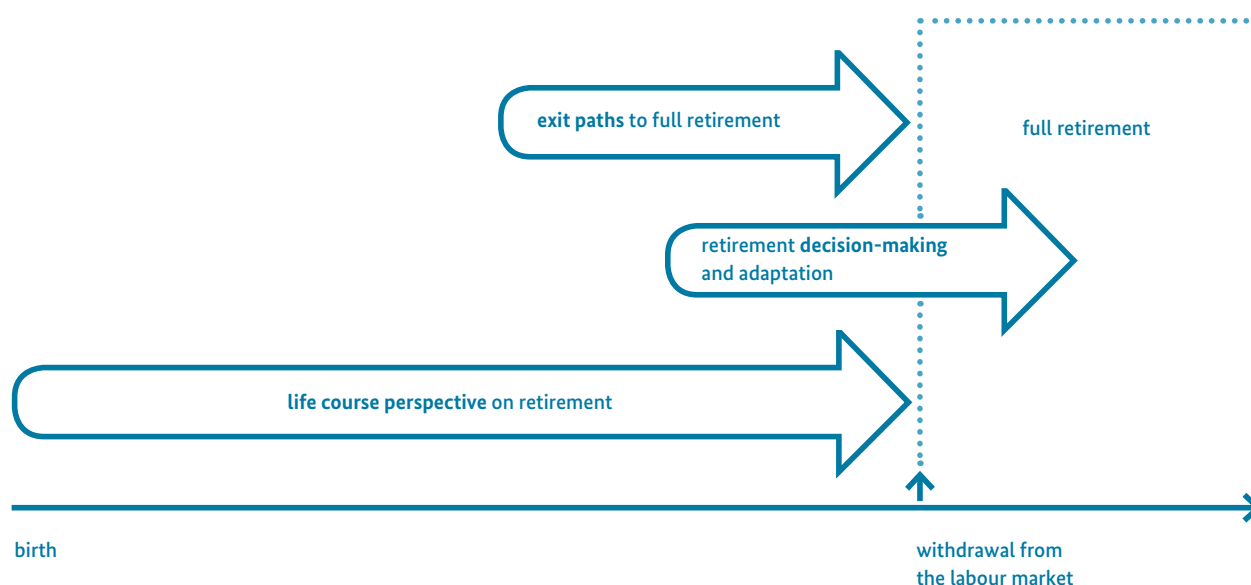 exit paths to full retirement
full retirement
retirement decision-making
and adaptation
life course perspective on retirement
birth
withdrawal from
the labour market